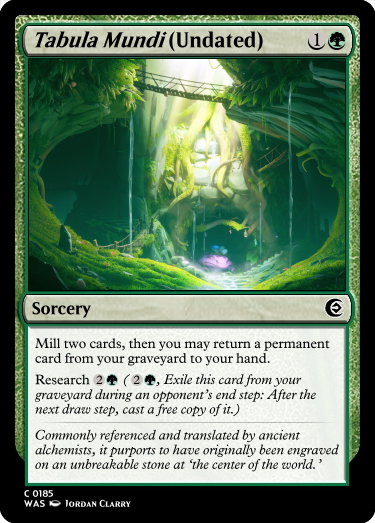 Tabula Mundi (Undated) 1
Sorcery
Mill two cards, then you may return a permanent
card from your graveyard to your hand.
Research 2 ( 2 , Exile this card from your
graveyard during an opponent's end step: After the
next draw step, cast a free copy of it.)
Commonly referenced and translated by ancient
alchemists, it purports to have originally been engraved
on an unbreakable stone at 'the center of the world.'
C 0185
WAS Jordan Clarry